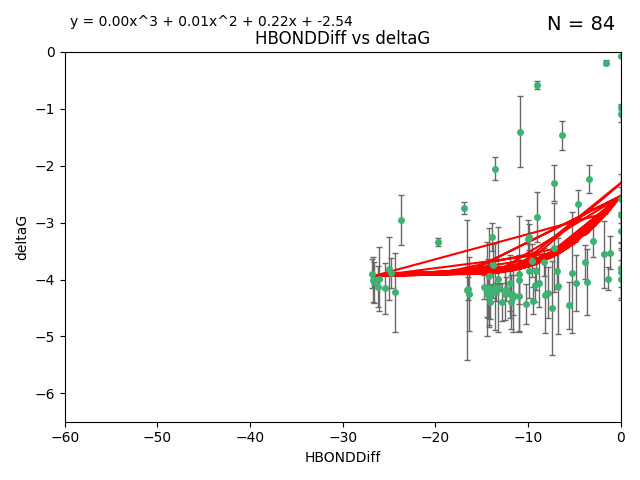 y = 0.00x^3 + 0.01x^2 + 0.22x + -2.54
N = 84
HBONDDiff vs deltaG
0
−1
−2
−3
−4
−5
−6
deltaG
−60
−50
−40
−30
−20
−10
0
HBONDDiff